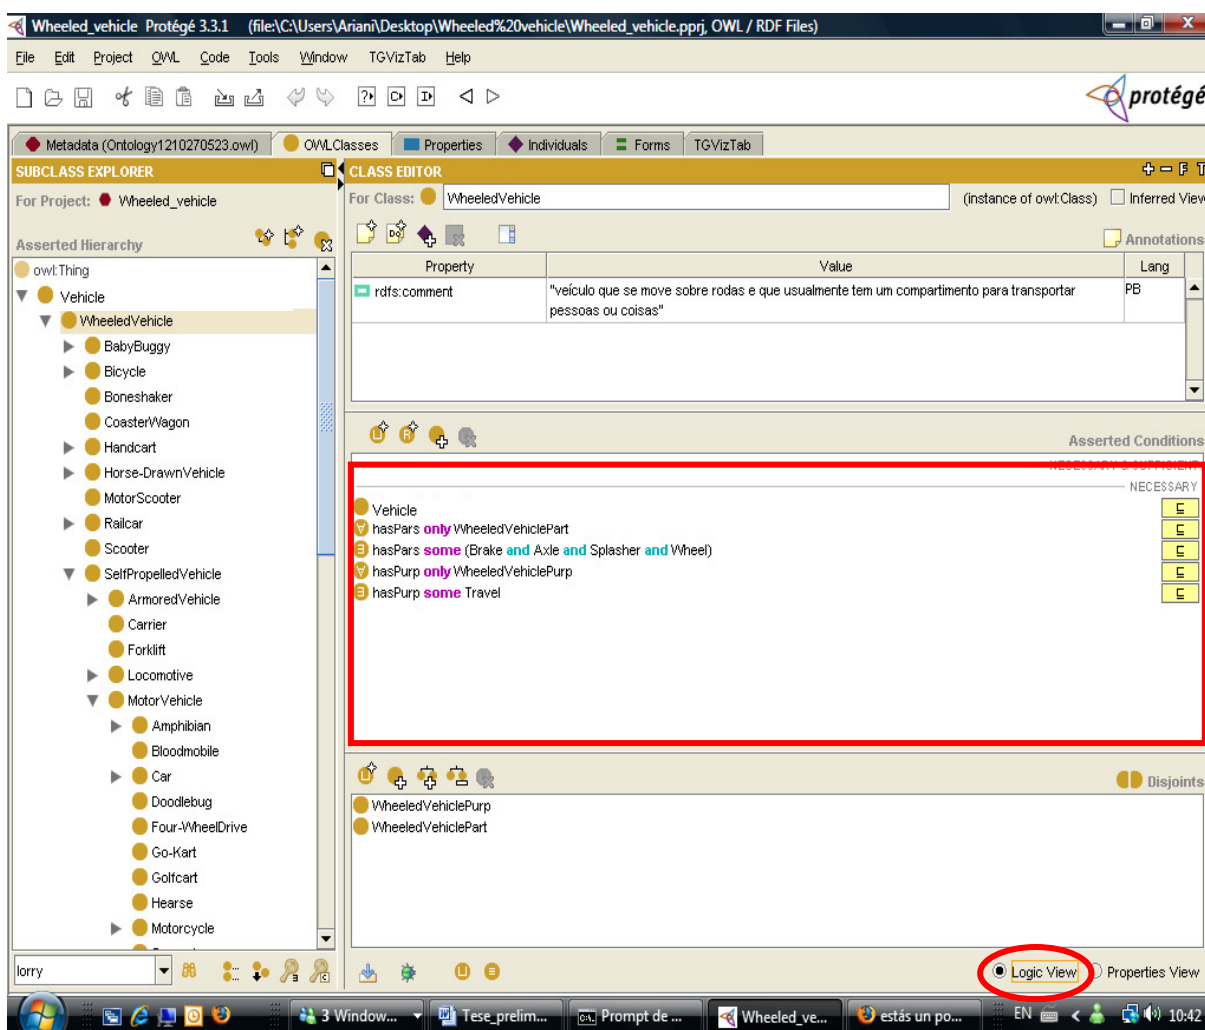 Wheeled_vehicle Protégé 3.3.1 (file:\C:\Users\Ariani\Desktop\Wheeled%20vehicle\Wheeled_vehicle.pprj, OWL / RDF Files)
File Edit Project OWL Code Tools Window TGVizTab Help
protégé
Metadata (Ontology1210270523.owl) OWLClasses Properties Individuals Forms TGVizTab
SUBCLASS EXPLORER
For Project: Wheeled_vehicle
Asserted Hierarchy
owl:Thing
Vehicle
WheeledVehicle
BabyBuggy
Bicycle
Boneshaker
CoasterWagon
Handcart
Horse-DrawnVehicle
MotorScooter
Railcar
Scooter
SelfPropelledVehicle
ArmoredVehicle
Carrier
Forklift
Locomotive
MotorVehicle
Amphibian
Bloodmobile
Car
Doodlebug
Four-WheelDrive
Go-Kart
Golfcart
Hearse
Motorcycle
lorry
CLASS EDITOR
For Class: WheeledVehicle (instance of owl:Class) Inferred View
Annotations
Property Value Lang
rdfs:comment "veículo que se move sobre rodas e que usualmente tem um compartimento para transportar PB
pessoas ou coisas"
Asserted Conditions
NECESSARY & SUFFICIENT
NECESSARY
Vehicle ⊑
∀ hasPars only WheeledVehiclePart ⊑
∃ hasPars some (Brake and Axle and Splasher and Wheel) ⊑
∀ hasPurp only WheeledVehiclePurp ⊑
∃ hasPurp some Travel ⊑
Disjoints
WheeledVehiclePurp
WheeledVehiclePart
Logic View Properties View
3 Window... Tese_prelim... Prompt de ... Wheeled_ve... estás un po... EN 10:42